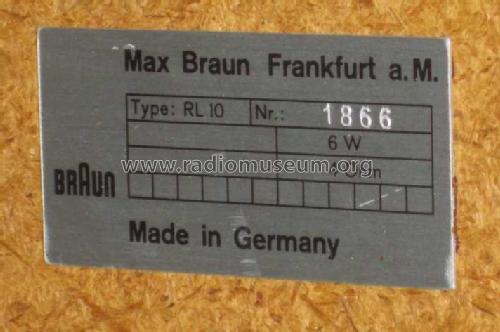 Max Braun Frankfurt a.M.
Type: RL 10 Nr.: 1866
6 W
www.radiomuseum.org
BRAUN
Made in Germany